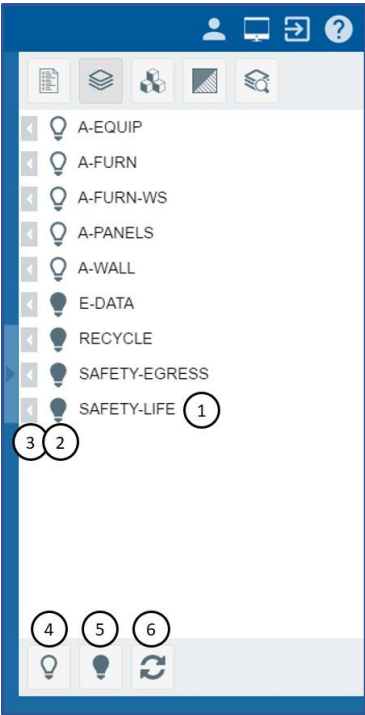 ?
A-EQUIP
A-FURN
A-FURN-WS
A-PANELS
A-WALL
E-DATA
RECYCLE
SAFETY-EGRESS
SAFETY-LIFE 1
3 2
4 5 6